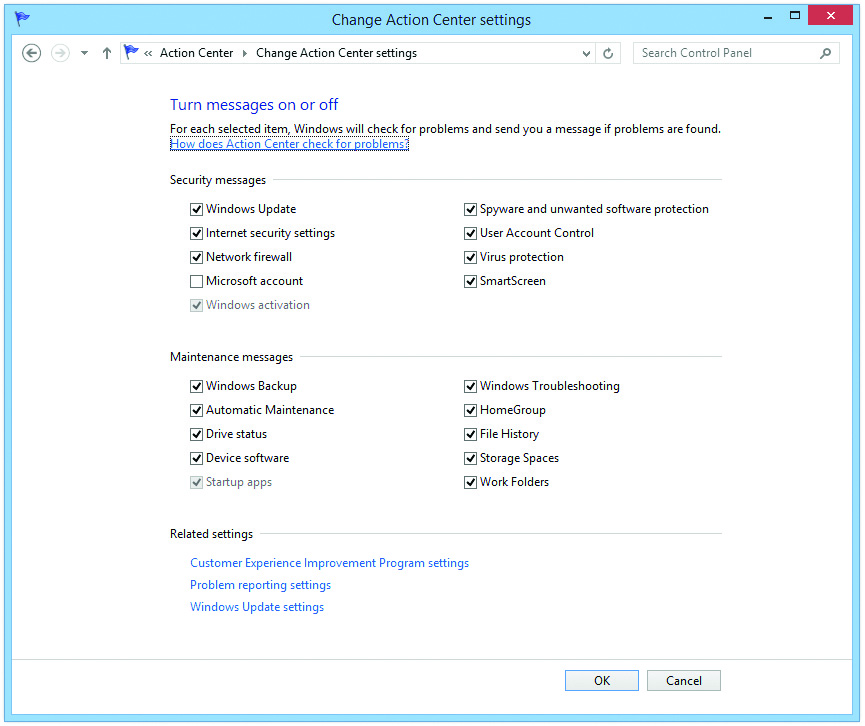 Change Action Center settings
« Action Center Change Action Center settings
Search Control Panel
Turn messages on or off
For each selected item, Windows will check for problems and send you a message if problems are found.
How does Action Center check for problems?
Security messages
Windows Update
Spyware and unwanted software protection
Internet security settings
User Account Control
Network firewall
Virus protection
Microsoft account
SmartScreen
Windows activation
Maintenance messages
Windows Backup
Windows Troubleshooting
Automatic Maintenance
HomeGroup
Drive status
File History
Device software
Storage Spaces
Startup apps
Work Folders
Related settings
Customer Experience Improvement Program settings
Problem reporting settings
Windows Update settings
OK
Cancel